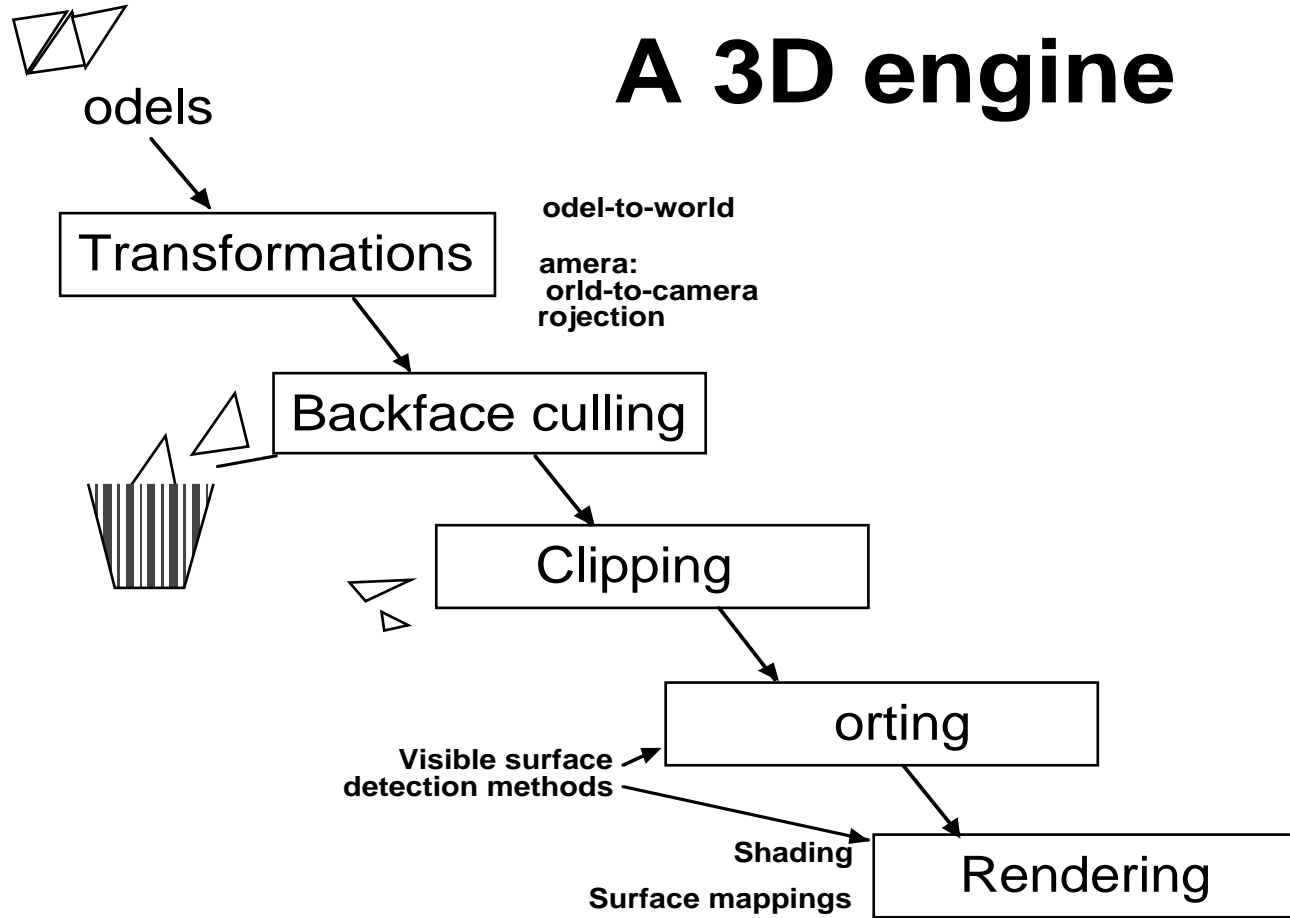 A 3D engine
odels
odel-to-world
Transformations
amera:
orld-to-camera
rojection
Backface culling
Clipping
orting
Visible surface
detection methods
Shading
Rendering
Surface mappings